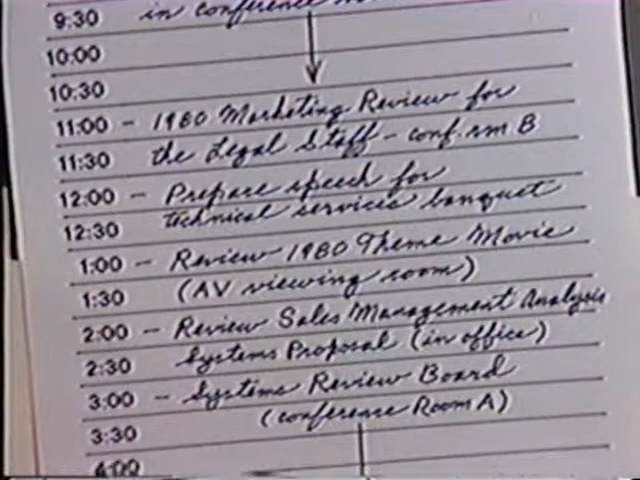 9:30 in conference
10:00
10:30
11:00 - 1980 Marketing Review for
11:30 the Legal Staff - conf. rm B
12:00 - Prepare speech for
12:30 technical services banquet
1:00 - Review 1980 Theme Movie
1:30 (AV viewing room)
2:00 - Review Sales Management Analysis
2:30 Systems Proposal (in office)
3:00 - Systems Review Board
3:30 (conference Room A)
4:00